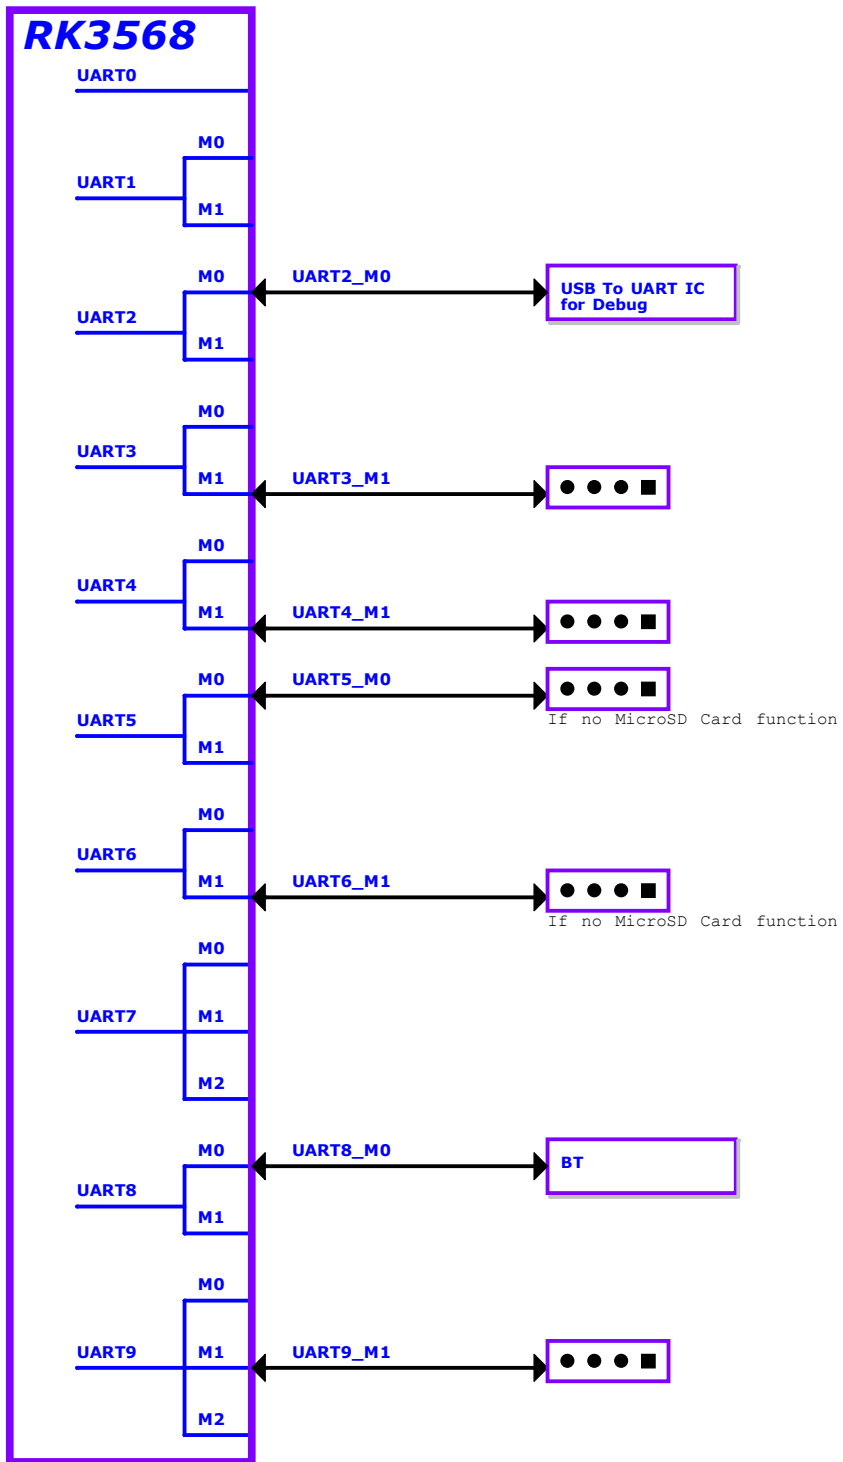 RK3568
UART0
M0
UART1
M1
M0
UART2_M0
USB To UART IC
for Debug
UART2
M1
M0
UART3
M1
UART3_M1
M0
UART4
M1
UART4_M1
M0
UART5_M0
If no MicroSD Card function
UART5
M1
M0
UART6
M1
UART6_M1
If no MicroSD Card function
M0
UART7
M1
M2
M0
UART8_M0
BT
UART8
M1
M0
UART9
M1
UART9_M1
M2